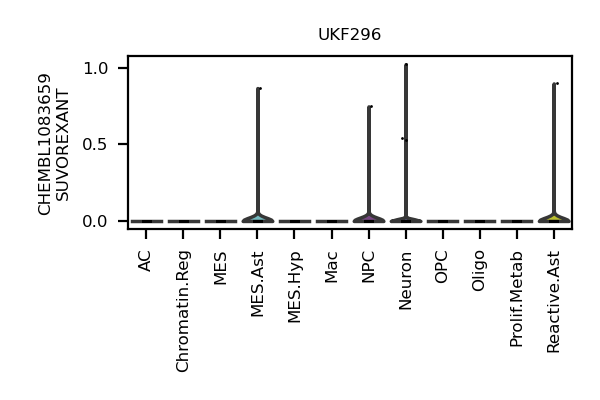 UKF296
CHEMBL1083659
SUVOREXANT
1.0
0.5
0.0
AC
Chromatin.Reg
MES
MES.Ast
MES.Hyp
Mac
NPC
Neuron
OPC
Oligo
Prolif.Metab
Reactive.Ast